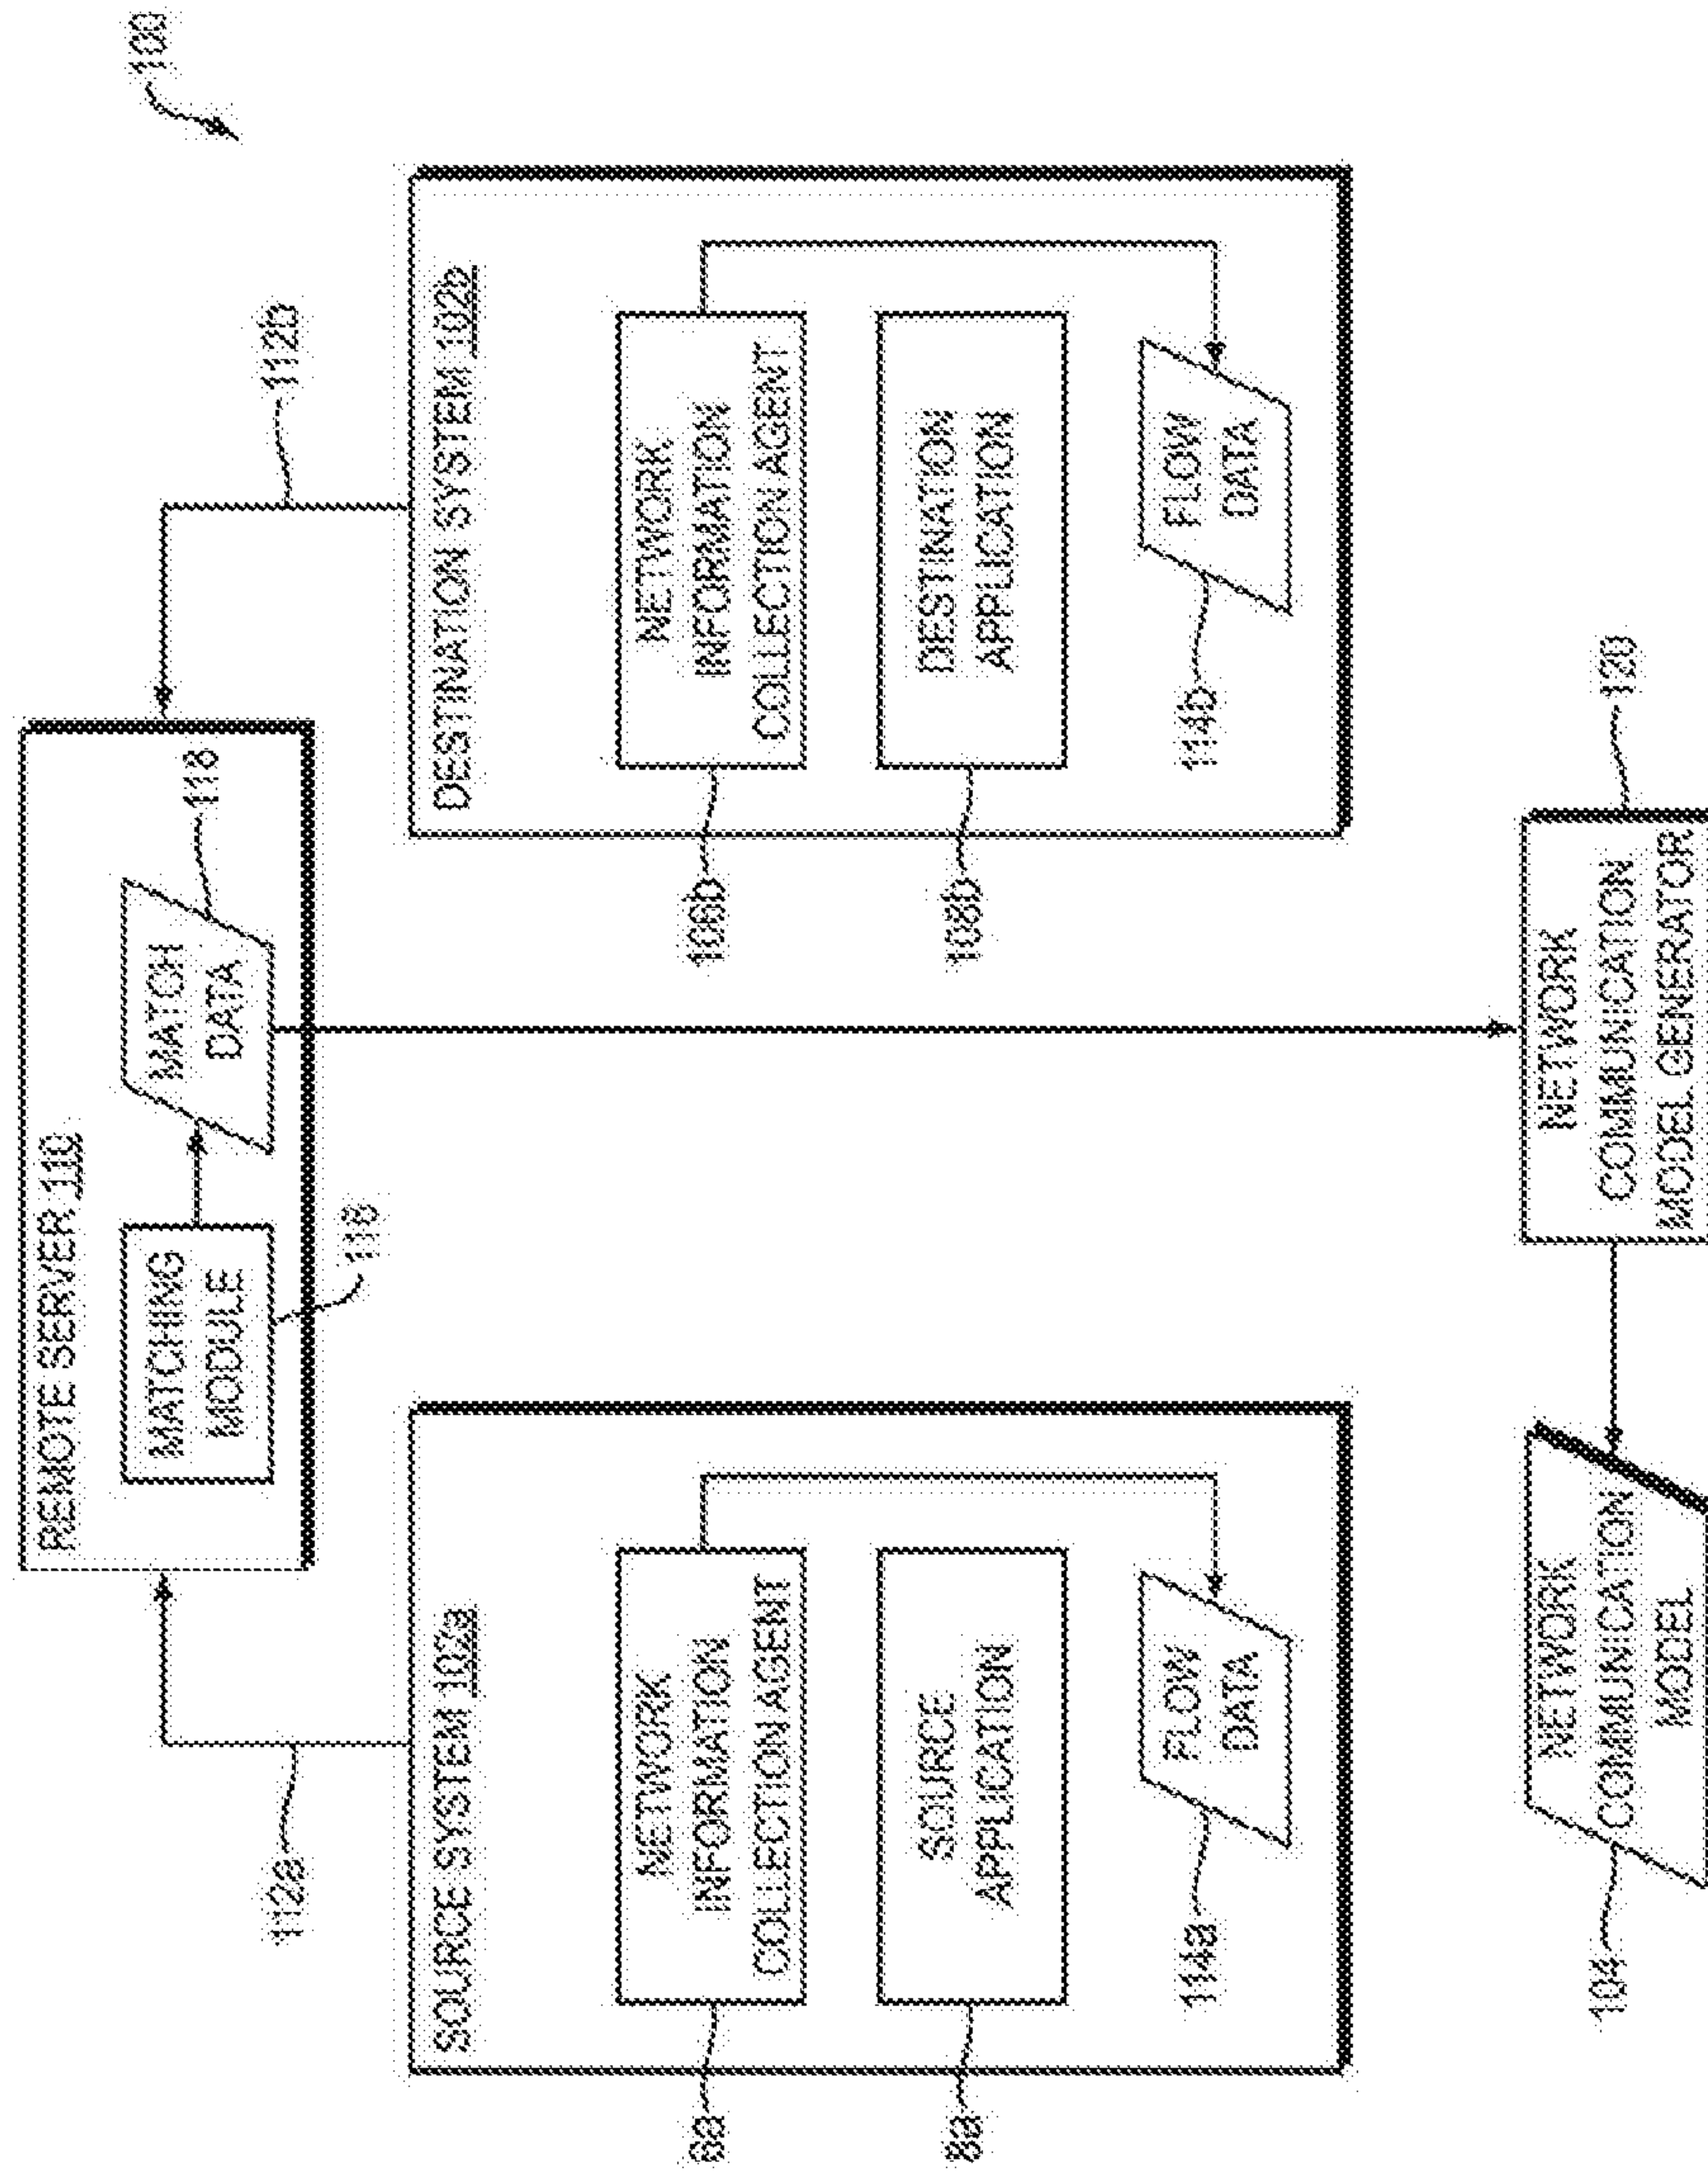 100
REMOTE SERVER 110
MATCHING
MODULE
MATCH
DATA
118
112a
112b
SOURCE SYSTEM 102a
NETWORK
INFORMATION
COLLECTION AGENT
6a
SOURCE
APPLICATION
8a
FLOW
DATA
114a
DESTINATION SYSTEM 102b
NETWORK
INFORMATION
COLLECTION AGENT
106b
DESTINATION
APPLICATION
108b
FLOW
DATA
114b
NETWORK
COMMUNICATION
MODEL
104
NETWORK
COMMUNICATION
MODEL GENERATOR
120